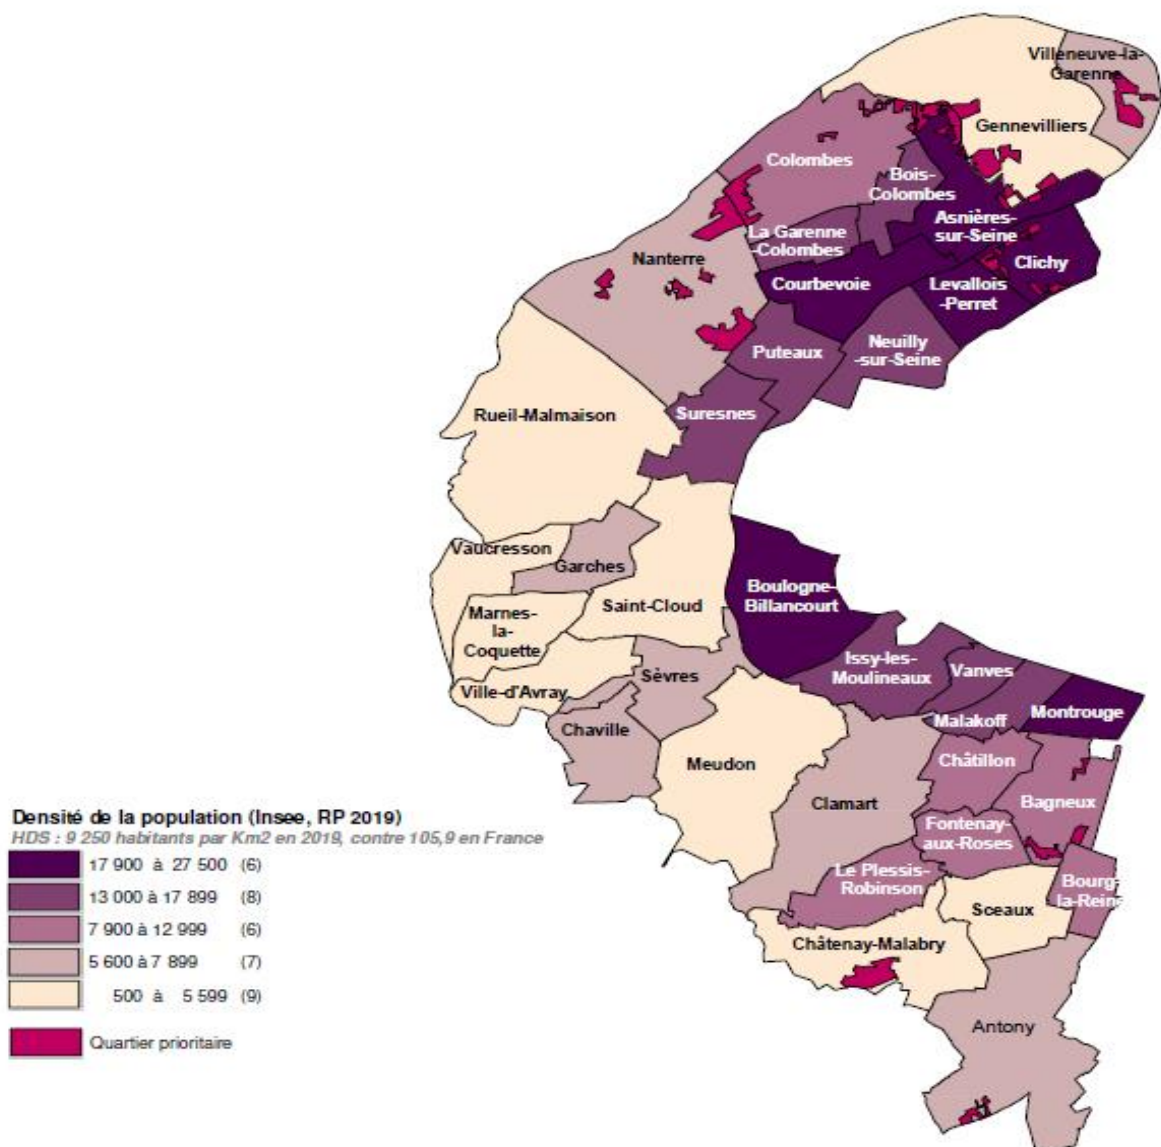 Villeneuve-la-
Garenne
Gennevilliers
Colombes
Bois-
Colombes
Asnières-
sur-Seine
La Garenne
-Colombes
Nanterre
Clichy
Courbevoie
Levallois
-Perret
Puteaux
Neuilly
-sur-Seine
Rueil-Malmaison
Suresnes
Vaucresson
Garches
Boulogne-
Billancourt
Saint-Cloud
Marnes-
la-
Coquette
Issy-les-
Moulineaux
Vanves
Sèvres
Ville-d'Avray
Montrouge
Malakoff
Chaville
Châtillon
Meudon
Clamart
Bagneux
Fontenay-
aux-Roses
Le Plessis-
Robinson
Bourg-
la-Reine
Sceaux
Châtenay-Malabry
Antony
Densité de la population (Insee, RP 2019)
HDS : 9 250 habitants par Km2 en 2019, contre 105,9 en France
17 900 à 27 500 (6)
13 000 à 17 899 (8)
7 900 à 12 999 (6)
5 600 à 7 899 (7)
500 à 5 599 (9)
Quartier prioritaire